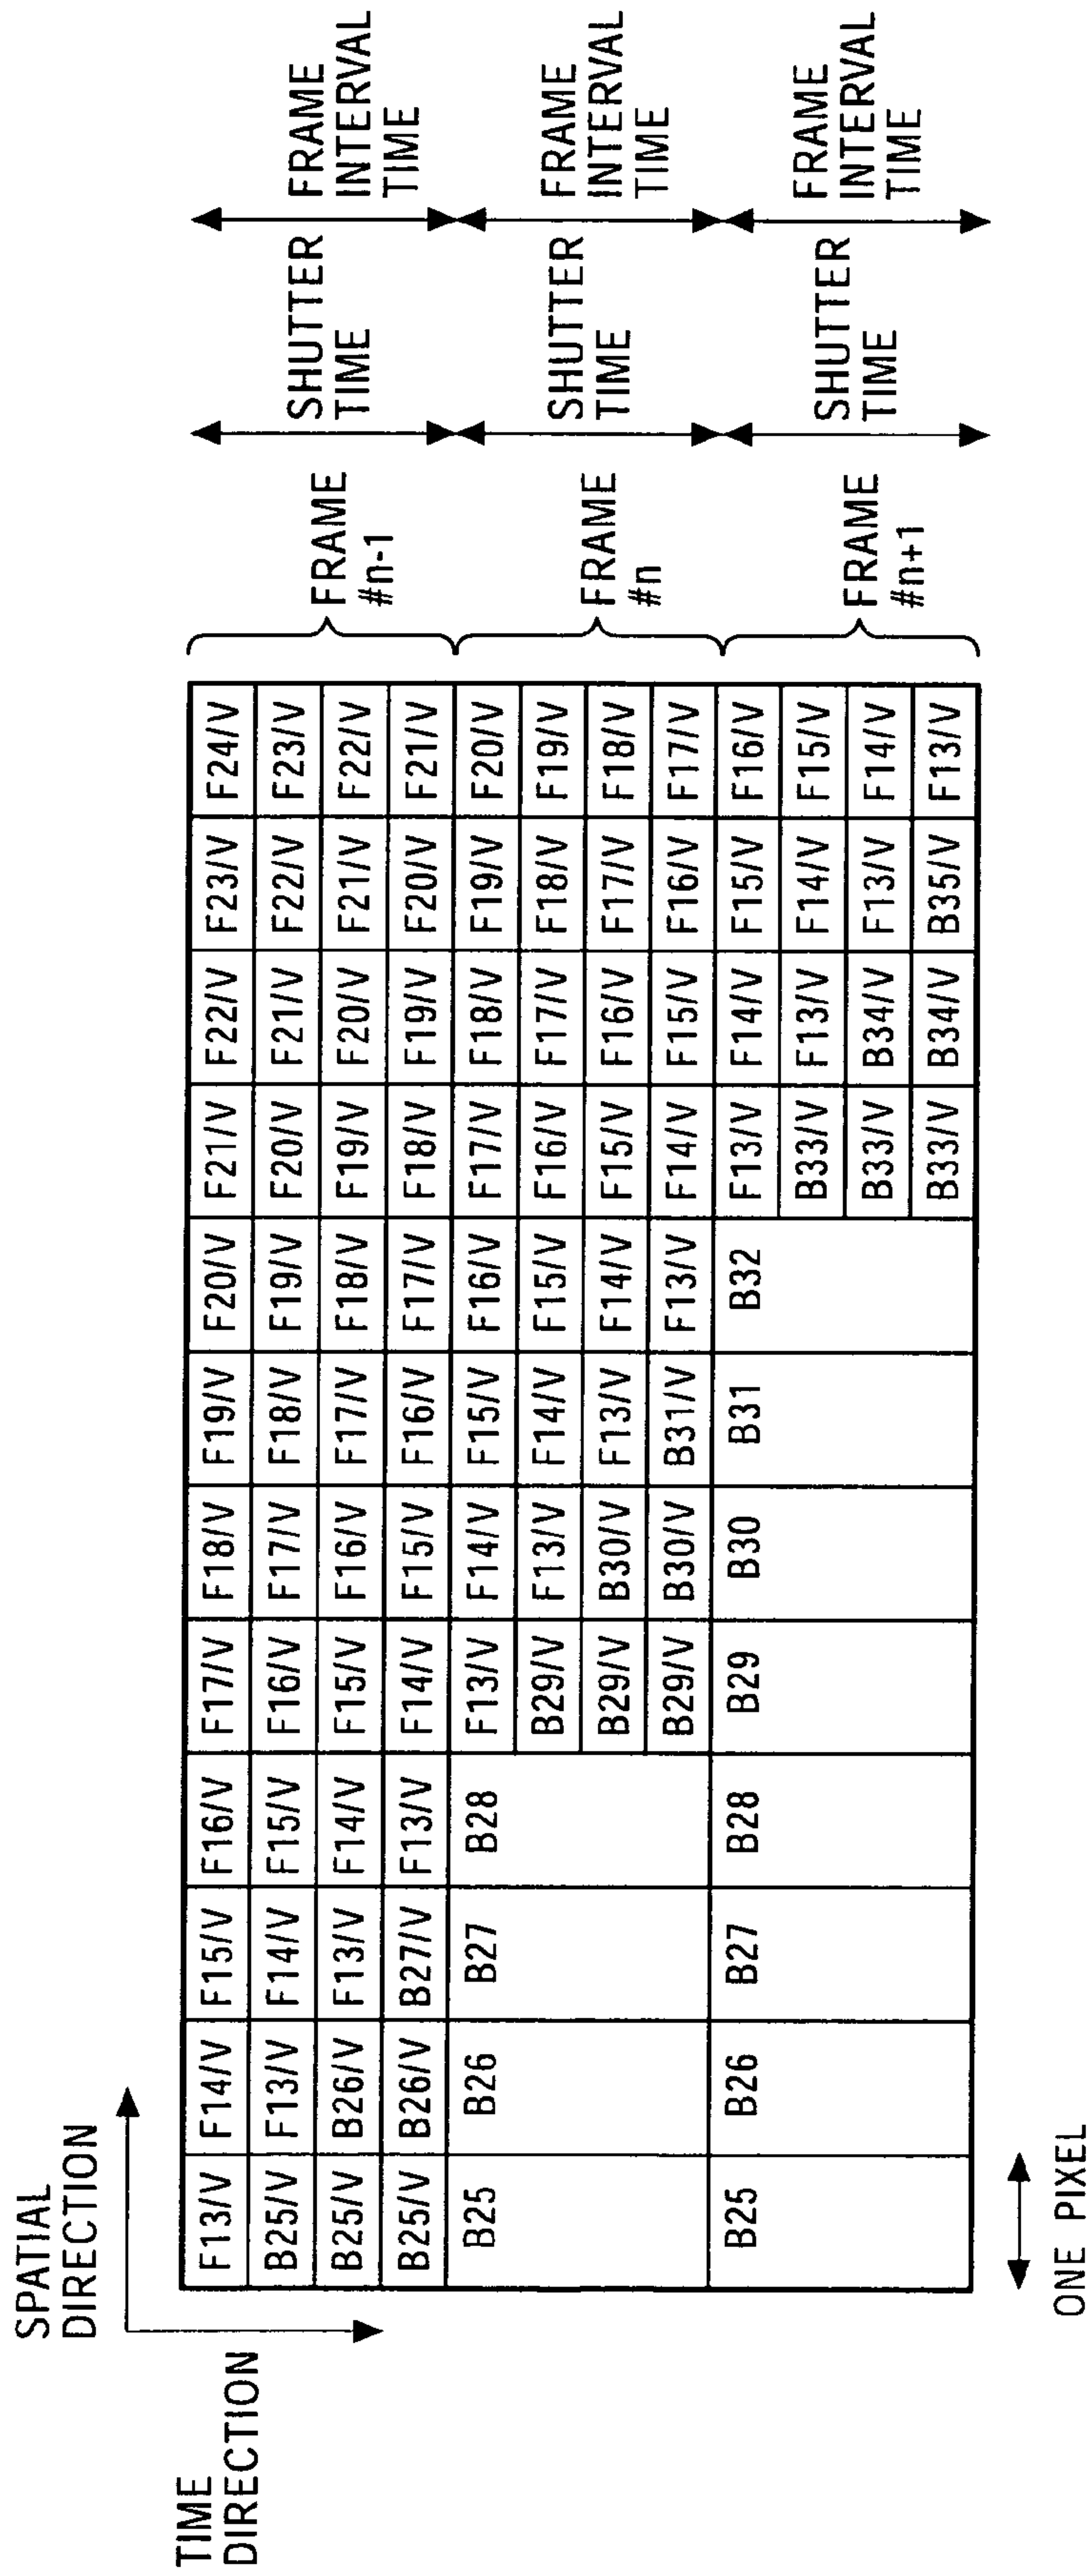 SPATIAL
DIRECTION
TIME
DIRECTION
F13/V F14/V F15/V F16/V F17/V F18/V F19/V F20/V F21/V F22/V F23/V F24/V
B25/V F13/V F14/V F15/V F16/V F17/V F18/V F19/V F20/V F21/V F22/V F23/V
B25/V B26/V F13/V F14/V F15/V F16/V F17/V F18/V F19/V F20/V F21/V F22/V
B25/V B26/V B27/V F13/V F14/V F15/V F16/V F17/V F18/V F19/V F20/V F21/V
FRAME
#n-1
SHUTTER
TIME
FRAME
INTERVAL
TIME
B25 B26 B27 B28 F13/V F14/V F15/V F16/V F17/V F18/V F19/V F20/V
B29/V F13/V F14/V F15/V F16/V F17/V F18/V F19/V
B29/V B30/V F13/V F14/V F15/V F16/V F17/V F18/V
B29/V B30/V B31/V F13/V F14/V F15/V F16/V F17/V
FRAME
#n
SHUTTER
TIME
FRAME
INTERVAL
TIME
B25 B26 B27 B28 B29 B30 B31 B32 F13/V F14/V F15/V F16/V
B33/V F13/V F14/V F15/V
B33/V B34/V F13/V F14/V
B33/V B34/V B35/V F13/V
FRAME
#n+1
SHUTTER
TIME
FRAME
INTERVAL
TIME
ONE PIXEL